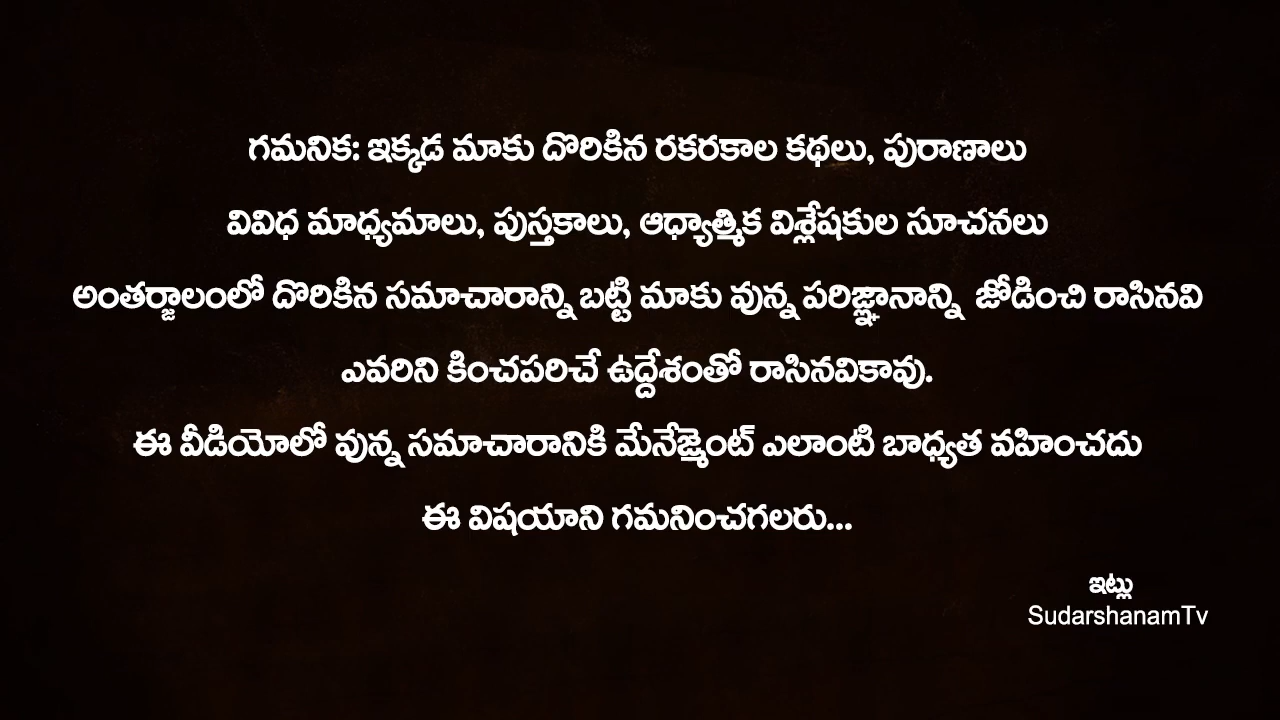 గమనిక: ఇక్కడ మాకు దొరికిన రకరకాల కథలు, పురాణాలు
వివిధ మాధ్యమాలు, పుస్తకాలు, ఆధ్యాత్మిక విశ్లేషకుల సూచనలు
అంతర్జాలంలో దొరికిన సమాచారాన్ని బట్టి మాకు వున్న పరిజ్ఞానాన్ని జోడించి రాసినవి
ఎవరిని కించపరిచే ఉద్దేశంతో రాసినవికావు.
ఈ వీడియోలో వున్న సమాచారానికి మేనేజ్మెంట్ ఎలాంటి బాధ్యత వహించదు
ఈ విషయాని గమనించగలరు...
ఇట్లు
SudarshanamTv